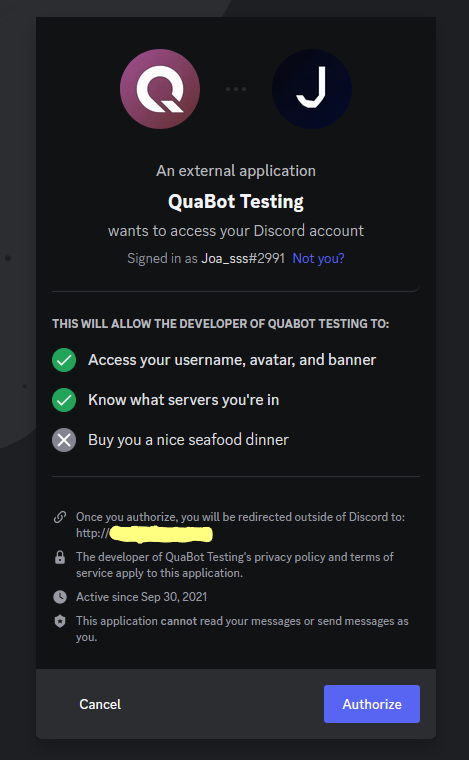 Q
J
An external application
QuaBot Testing
wants to access your Discord account
Signed in as Joa_sss#2991 Not you?
THIS WILL ALLOW THE DEVELOPER OF QUABOT TESTING TO:
Access your username, avatar, and banner
Know what servers you're in
Buy you a nice seafood dinner
Once you authorize, you will be redirected outside of Discord to:
http://
The developer of QuaBot Testing's privacy policy and terms of
service apply to this application.
Active since Sep 30, 2021
This application cannot read your messages or send messages as
you.
Cancel
Authorize